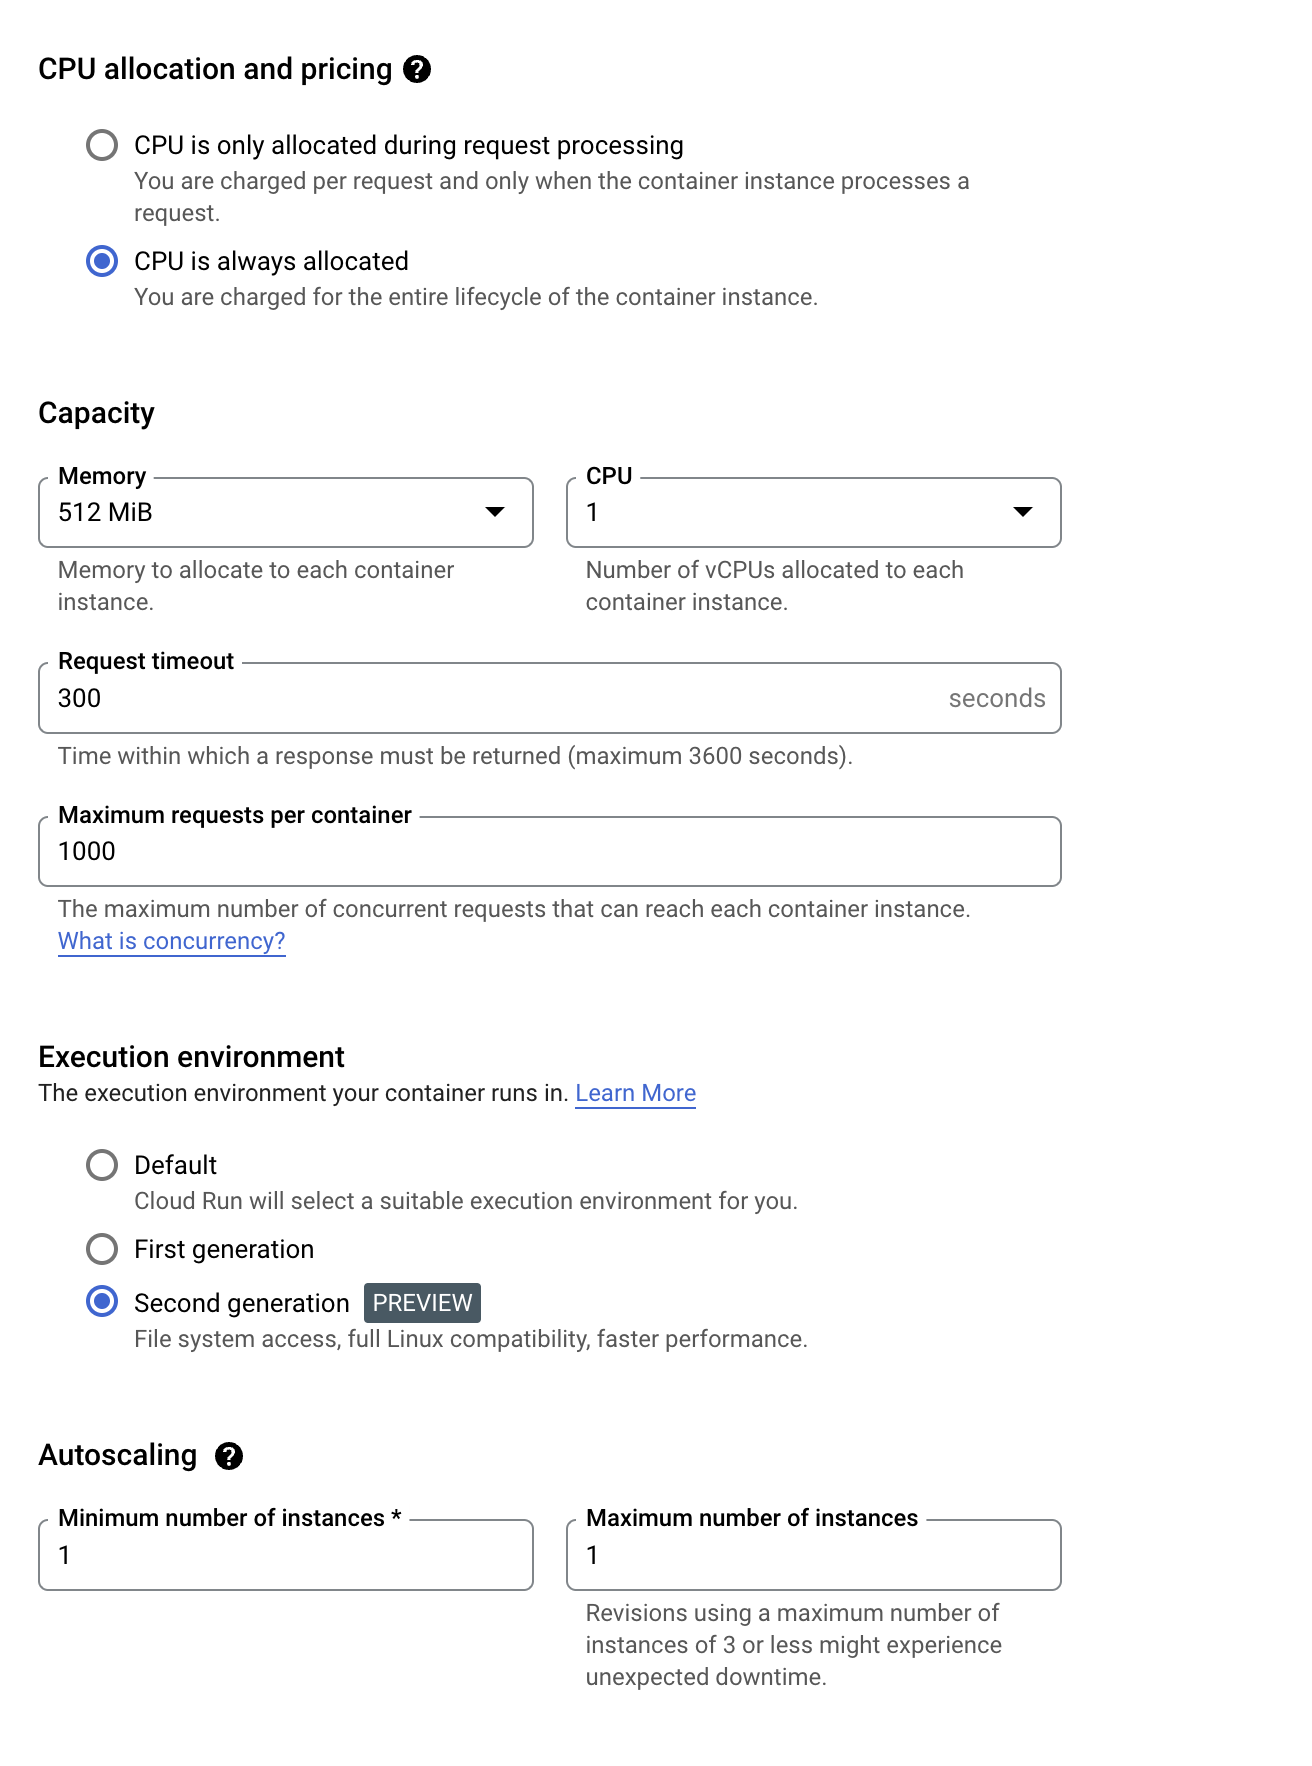 CPU allocation and pricing ?
CPU is only allocated during request processing
You are charged per request and only when the container instance processes a
request.
CPU is always allocated
You are charged for the entire lifecycle of the container instance.
Capacity
Memory
512 MiB
Memory to allocate to each container
instance.
CPU
1
Number of vCPUs allocated to each
container instance.
Request timeout
300 seconds
Time within which a response must be returned (maximum 3600 seconds).
Maximum requests per container
1000
The maximum number of concurrent requests that can reach each container instance.
What is concurrency?
Execution environment
The execution environment your container runs in. Learn More
Default
Cloud Run will select a suitable execution environment for you.
First generation
Second generation PREVIEW
File system access, full Linux compatibility, faster performance.
Autoscaling ?
Minimum number of instances *
1
Maximum number of instances
1
Revisions using a maximum number of
instances of 3 or less might experience
unexpected downtime.